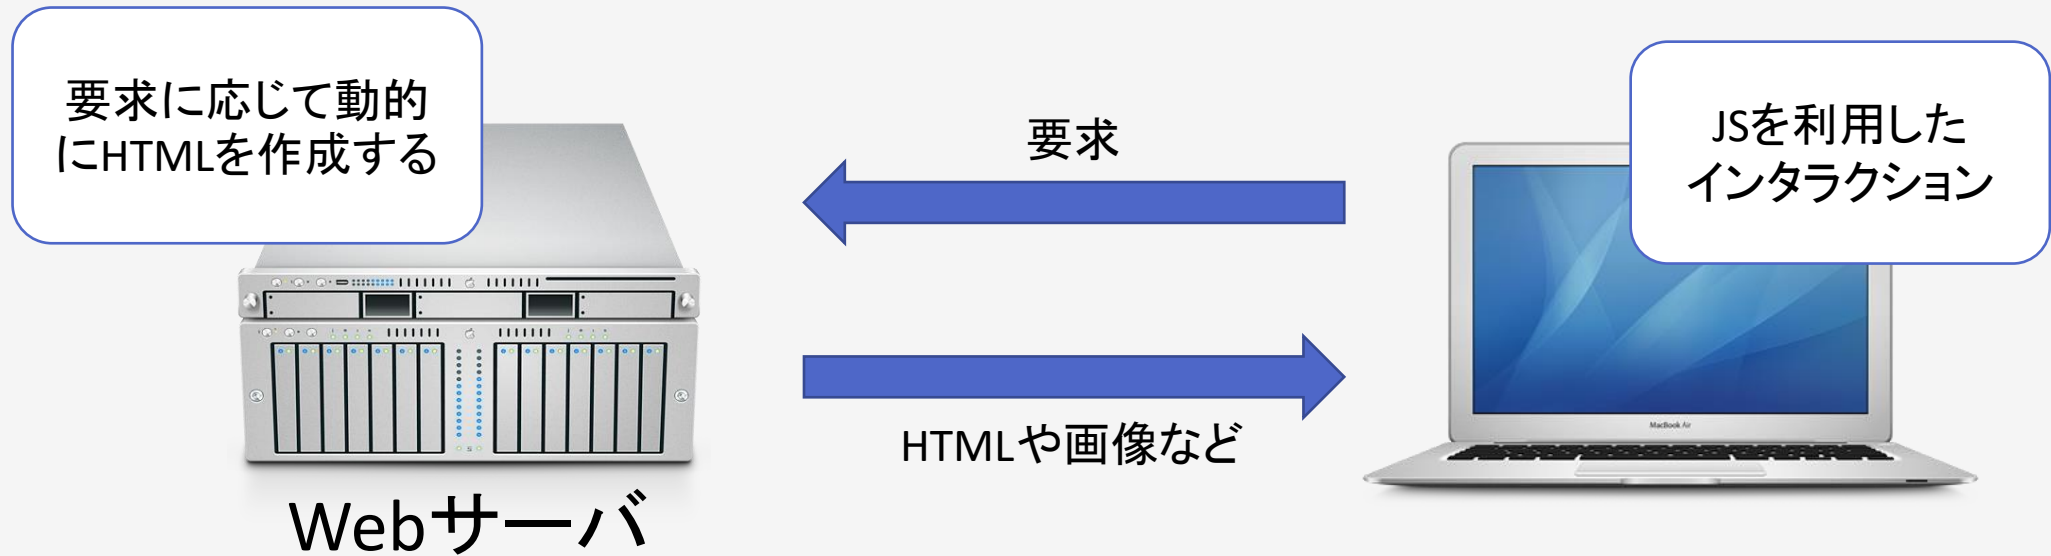 要求に応じて動的
にHTMLを作成する
要求
JSを利用した
インタラクション
HTMLや画像など
MacBook Air
Webサーバ